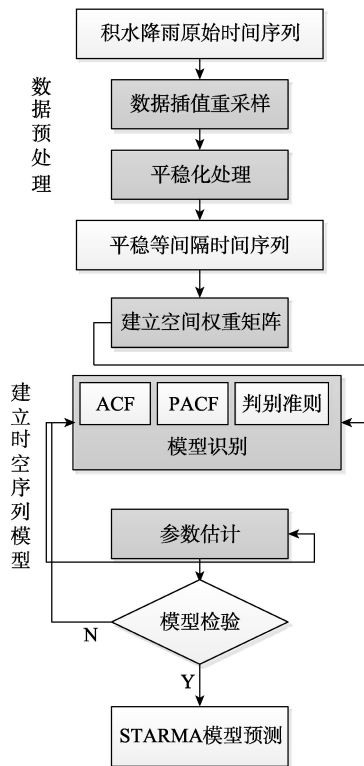 积水降雨原始时间序列
数据预处理
数据插值重采样
平稳化处理
平稳等间隔时间序列
建立空间权重矩阵
建立时空序列模型
ACF
PACF
判别准则
模型识别
参数估计
模型检验
N
Y
STARMA模型预测